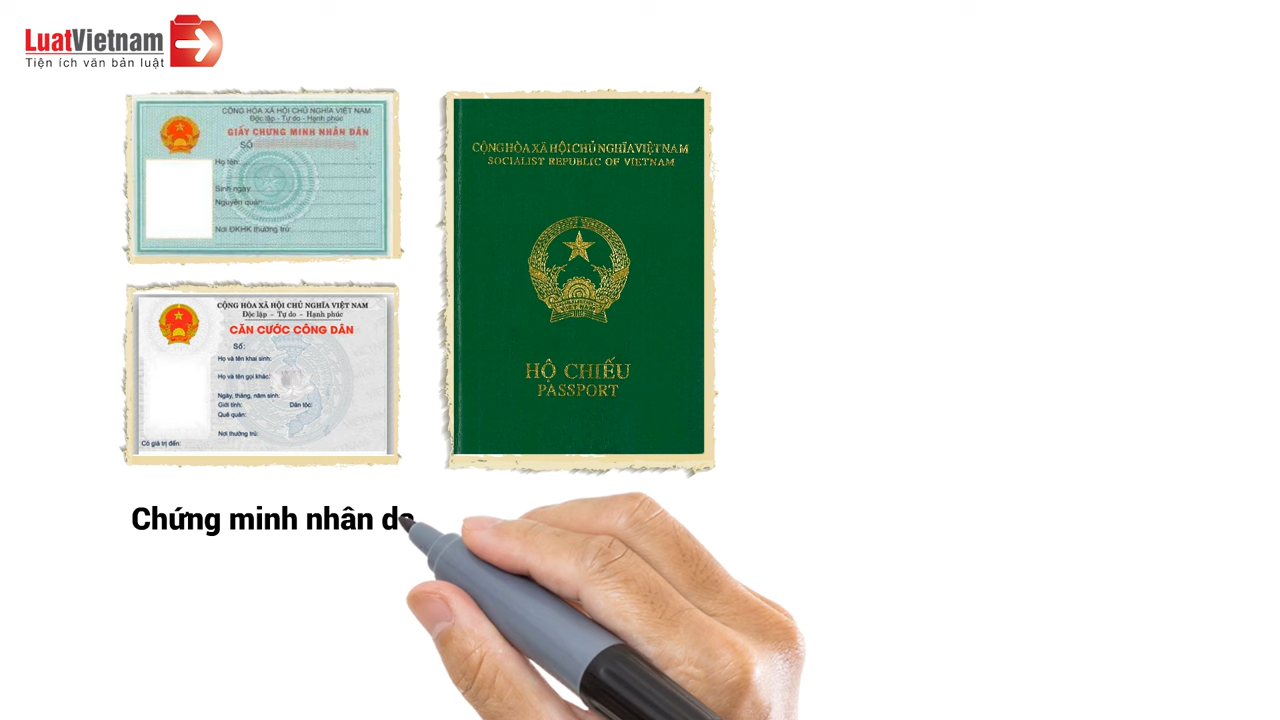 LuatVietnam
Tiện ích văn bản luật
CỘNG HÒA XÃ HỘI CHỦ NGHĨA VIỆT NAM
Độc lập - Tự do - Hạnh phúc
GIẤY CHỨNG MINH NHÂN DÂN
SỐ
Họ tên:
Sinh ngày
Nguyên quán:
Nơi ĐKHK thường trú:
CỘNG HÒA XÃ HỘI CHỦ NGHĨA VIỆT NAM
Độc lập – Tự do – Hạnh phúc
CĂN CƯỚC CÔNG DÂN
Số:
Họ và tên khai sinh:
Họ và tên gọi khác:
Ngày, tháng, năm sinh:
Giới tính: Dân tộc:
Quê quán:
Nơi thường trú:
Có giá trị đến:
CỘNG HÒA XÃ HỘI CHỦ NGHĨA VIỆT NAM
SOCIALIST REPUBLIC OF VIETNAM
VIỆT NAM
HỘ CHIẾU
PASSPORT
Chứng minh nhân